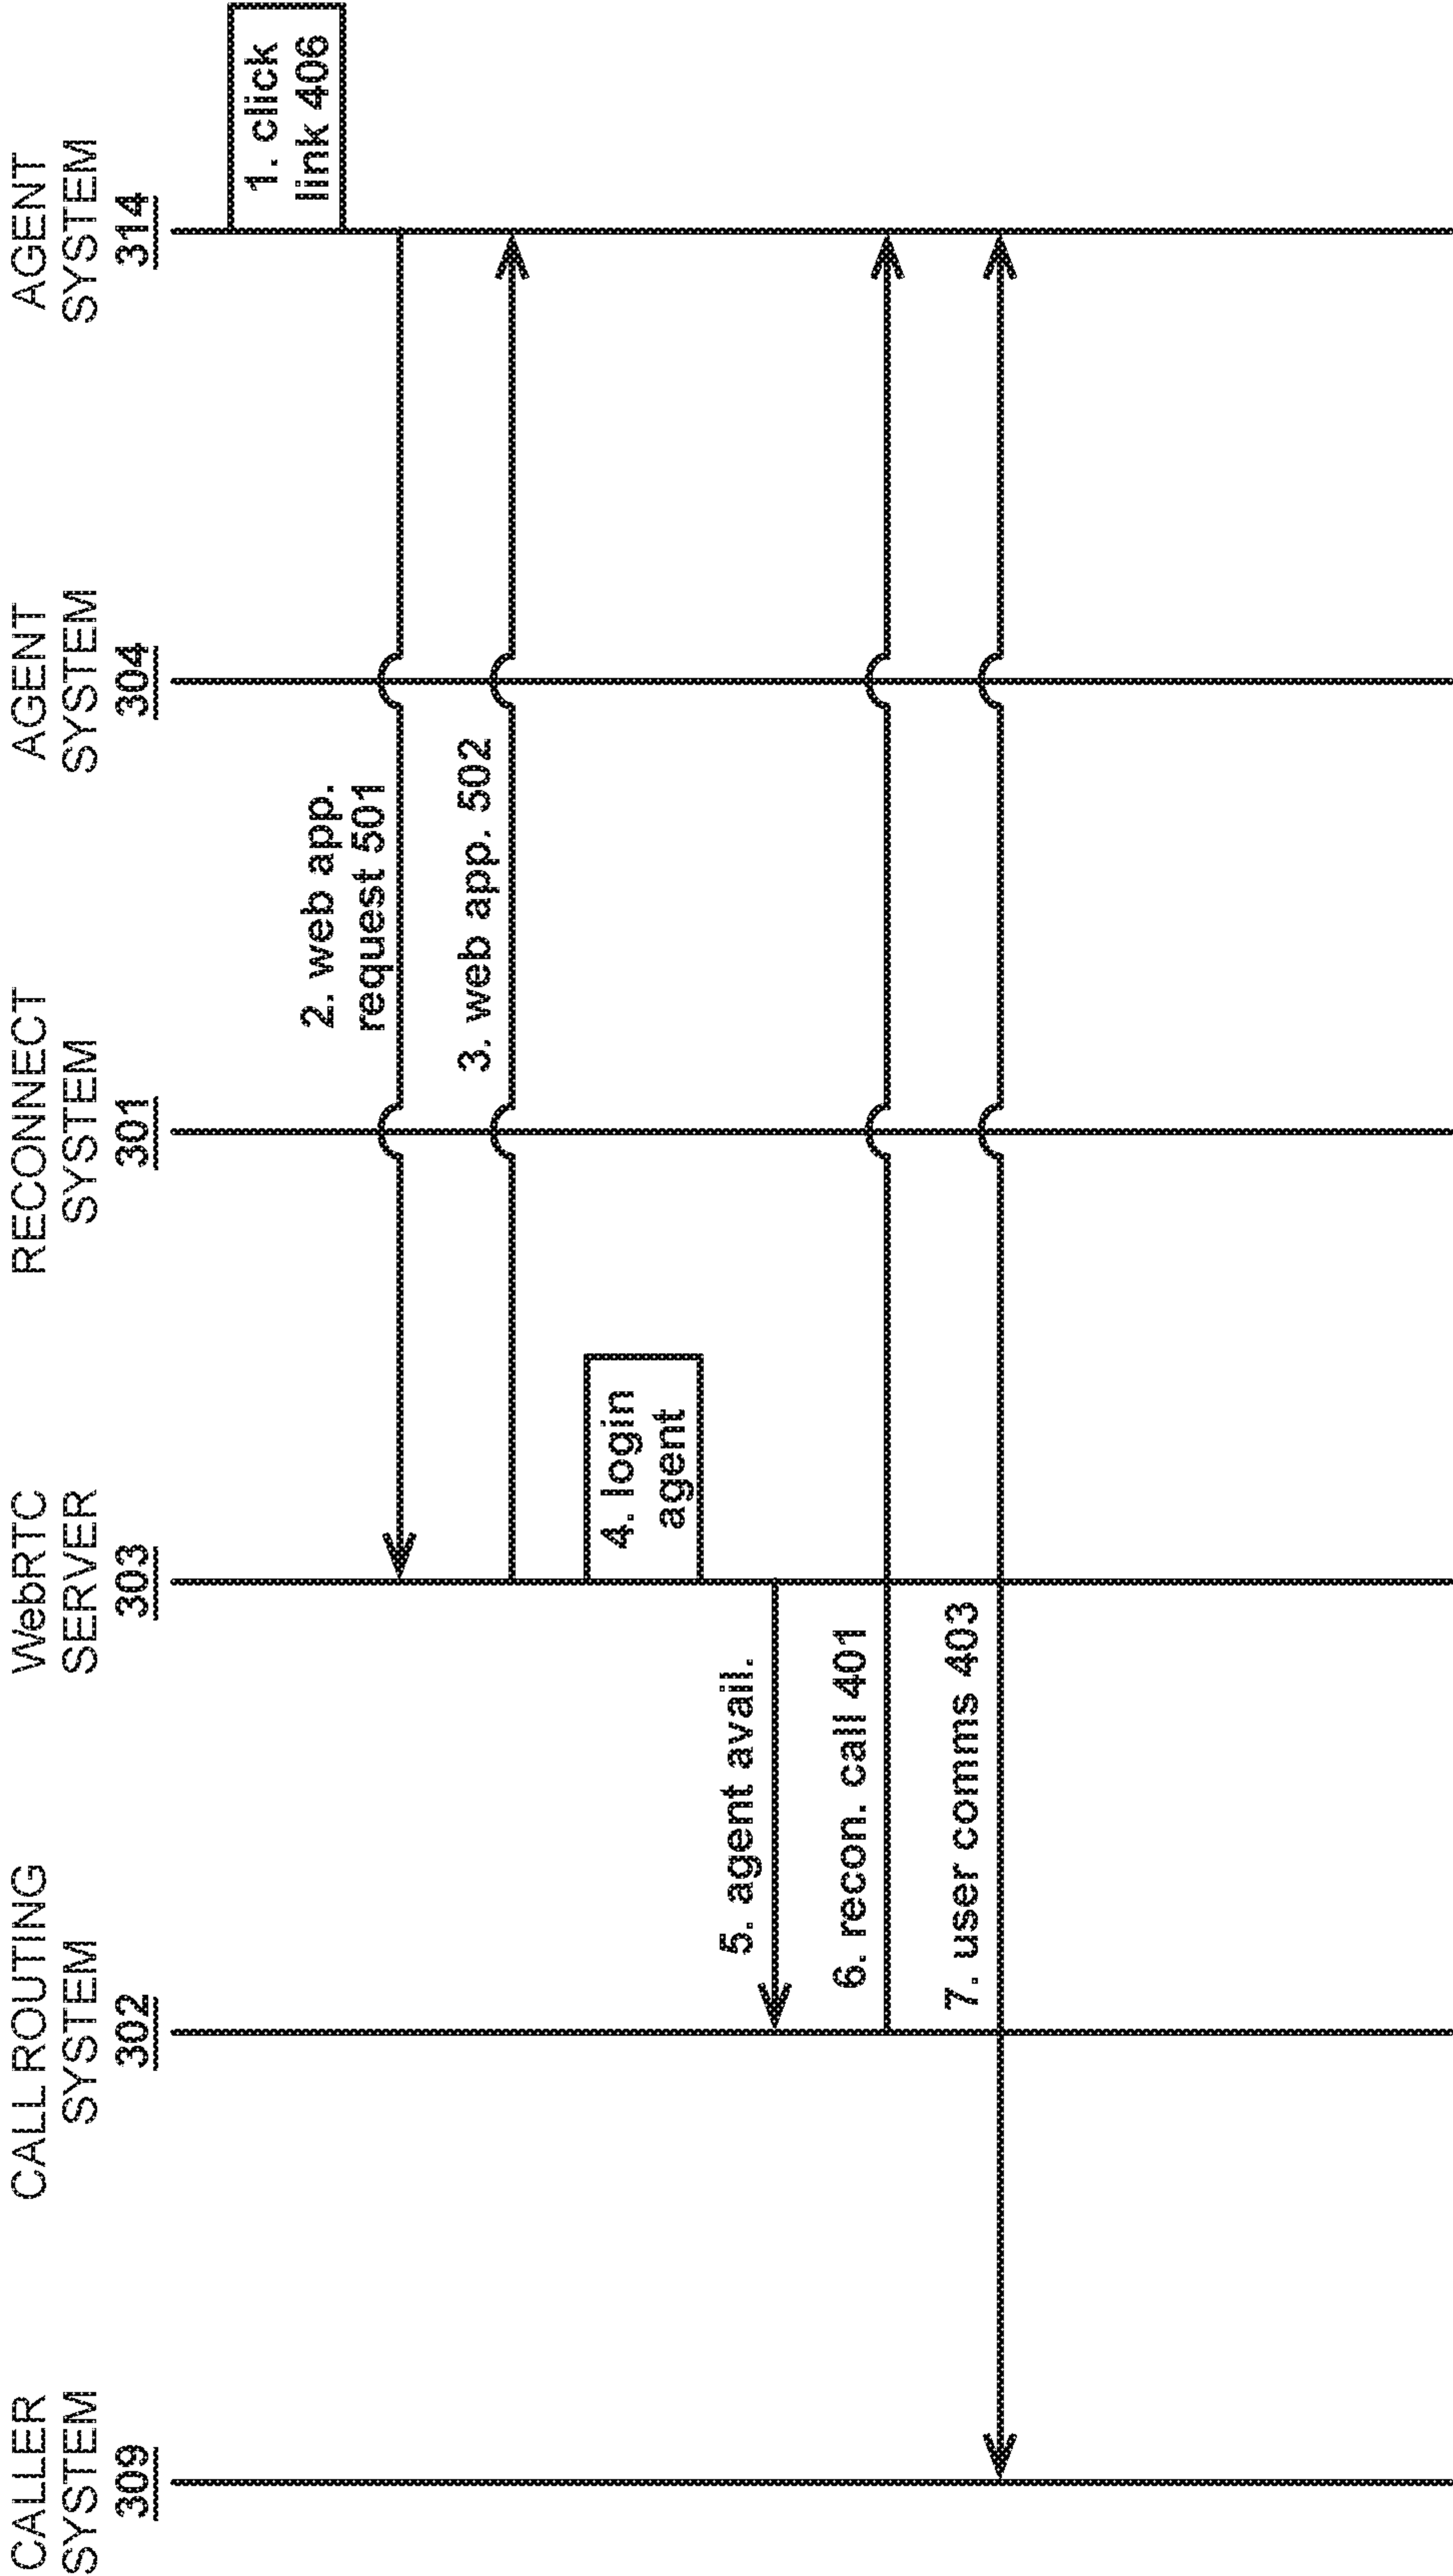 CALLER
SYSTEM
309
CALL ROUTING
SYSTEM
302
WebRTC
SERVER
303
RECONNECT
SYSTEM
301
AGENT
SYSTEM
304
AGENT
SYSTEM
314
1. click
link 406
2. web app.
request 501
3. web app. 502
4. login
agent
5. agent avail.
6. recon. call 401
7. user comms 403